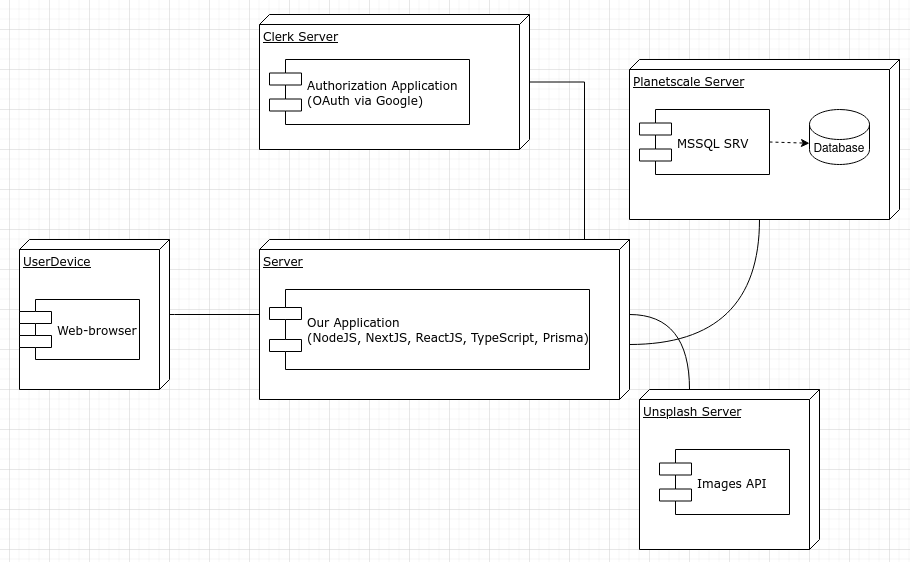 Clerk Server
Authorization Application
(OAuth via Google)
Planetscale Server
MSSQL SRV
Database
UserDevice
Web-browser
Server
Our Application
(NodeJS, NextJS, ReactJS, TypeScript, Prisma)
Unsplash Server
Images API